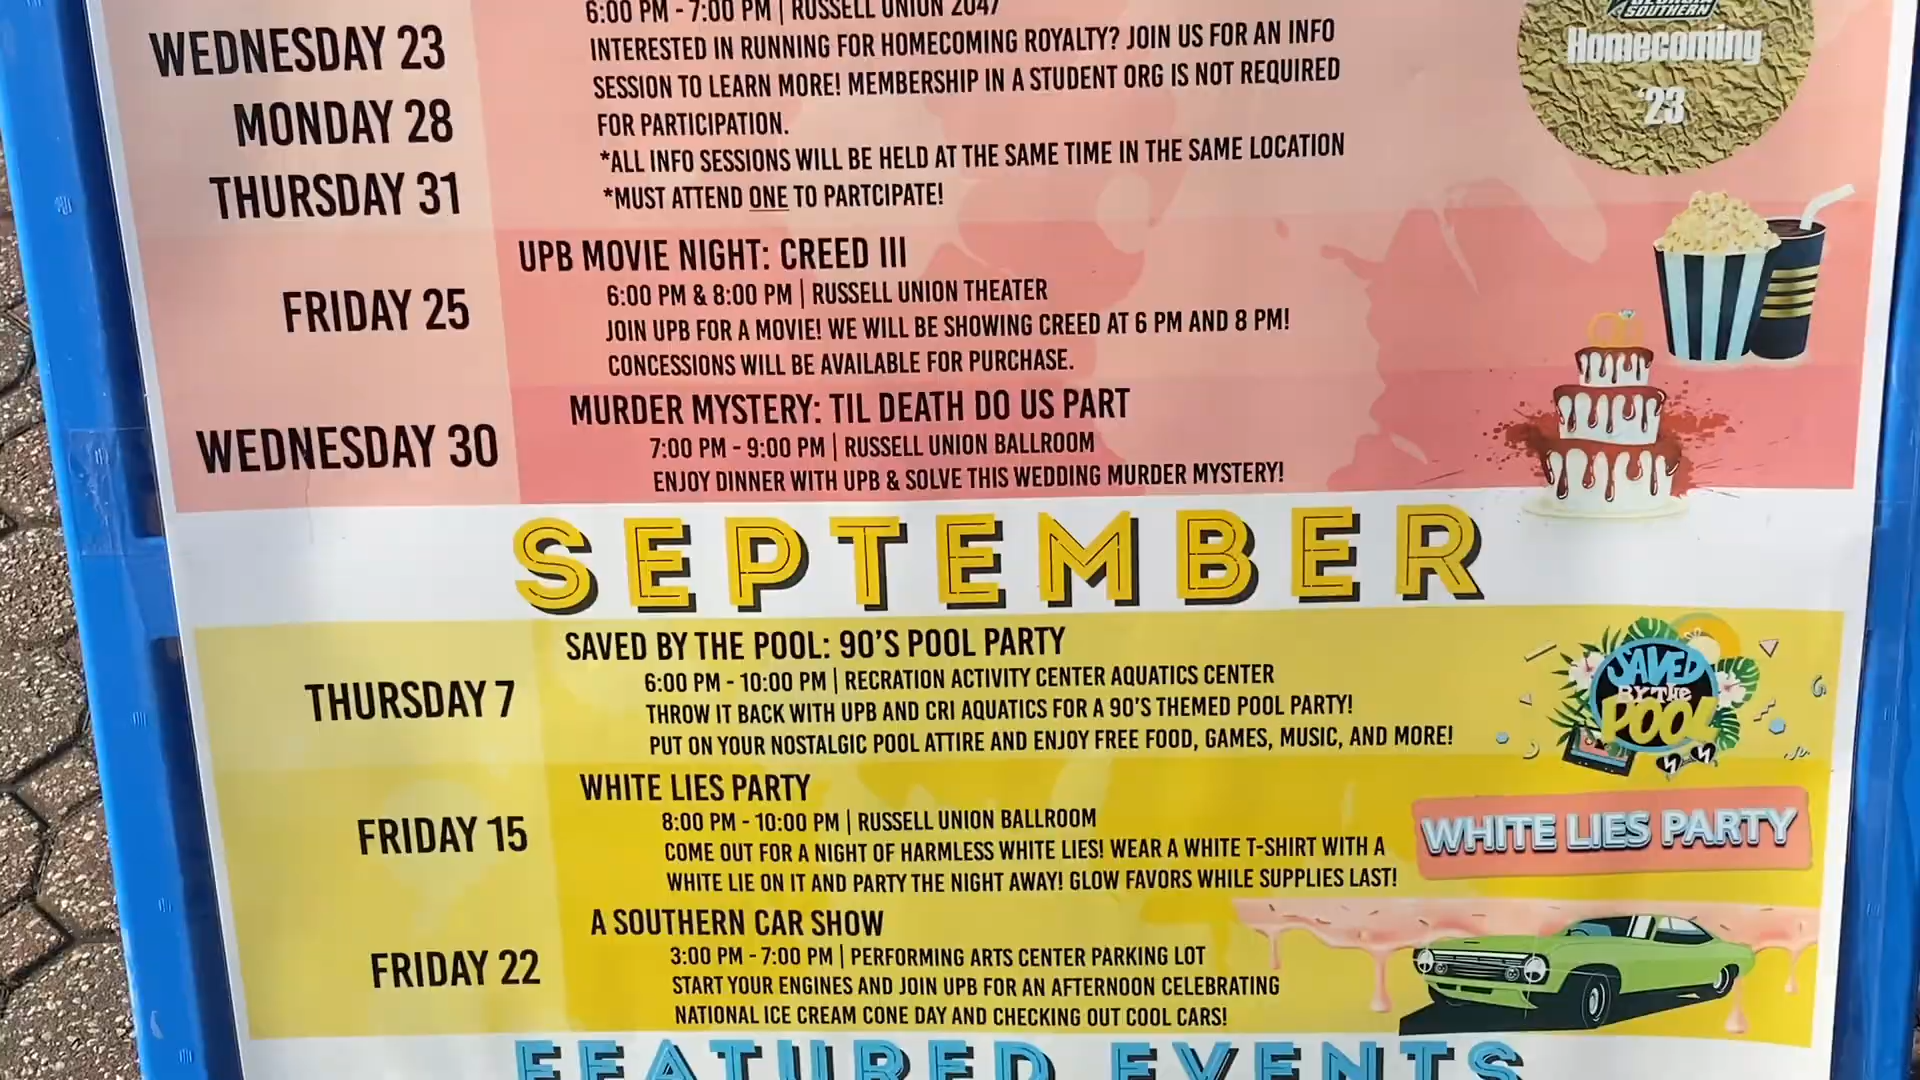 6:00 PM - 7:00 PM | RUSSELL UNION 2047
WEDNESDAY 23
MONDAY 28
THURSDAY 31
INTERESTED IN RUNNING FOR HOMECOMING ROYALTY? JOIN US FOR AN INFO
SESSION TO LEARN MORE! MEMBERSHIP IN A STUDENT ORG IS NOT REQUIRED
FOR PARTICIPATION.
*ALL INFO SESSIONS WILL BE HELD AT THE SAME TIME IN THE SAME LOCATION
*MUST ATTEND ONE TO PARTCIPATE!
GEORGIA
SOUTHERN
Homecoming
'23
FRIDAY 25
UPB MOVIE NIGHT: CREED III
6:00 PM & 8:00 PM | RUSSELL UNION THEATER
JOIN UPB FOR A MOVIE! WE WILL BE SHOWING CREED AT 6 PM AND 8 PM!
CONCESSIONS WILL BE AVAILABLE FOR PURCHASE.
WEDNESDAY 30
MURDER MYSTERY: TIL DEATH DO US PART
7:00 PM - 9:00 PM | RUSSELL UNION BALLROOM
ENJOY DINNER WITH UPB & SOLVE THIS WEDDING MURDER MYSTERY!
SEPTEMBER
THURSDAY 7
SAVED BY THE POOL: 90'S POOL PARTY
6:00 PM - 10:00 PM | RECRATION ACTIVITY CENTER AQUATICS CENTER
THROW IT BACK WITH UPB AND CRI AQUATICS FOR A 90'S THEMED POOL PARTY!
PUT ON YOUR NOSTALGIC POOL ATTIRE AND ENJOY FREE FOOD, GAMES, MUSIC, AND MORE!
SAVED
BY THE
POOL
FRIDAY 15
WHITE LIES PARTY
8:00 PM - 10:00 PM | RUSSELL UNION BALLROOM
COME OUT FOR A NIGHT OF HARMLESS WHITE LIES! WEAR A WHITE T-SHIRT WITH A
WHITE LIE ON IT AND PARTY THE NIGHT AWAY! GLOW FAVORS WHILE SUPPLIES LAST!
WHITE LIES PARTY
FRIDAY 22
A SOUTHERN CAR SHOW
3:00 PM - 7:00 PM | PERFORMING ARTS CENTER PARKING LOT
START YOUR ENGINES AND JOIN UPB FOR AN AFTERNOON CELEBRATING
NATIONAL ICE CREAM CONE DAY AND CHECKING OUT COOL CARS!
FEATURED EVENTS